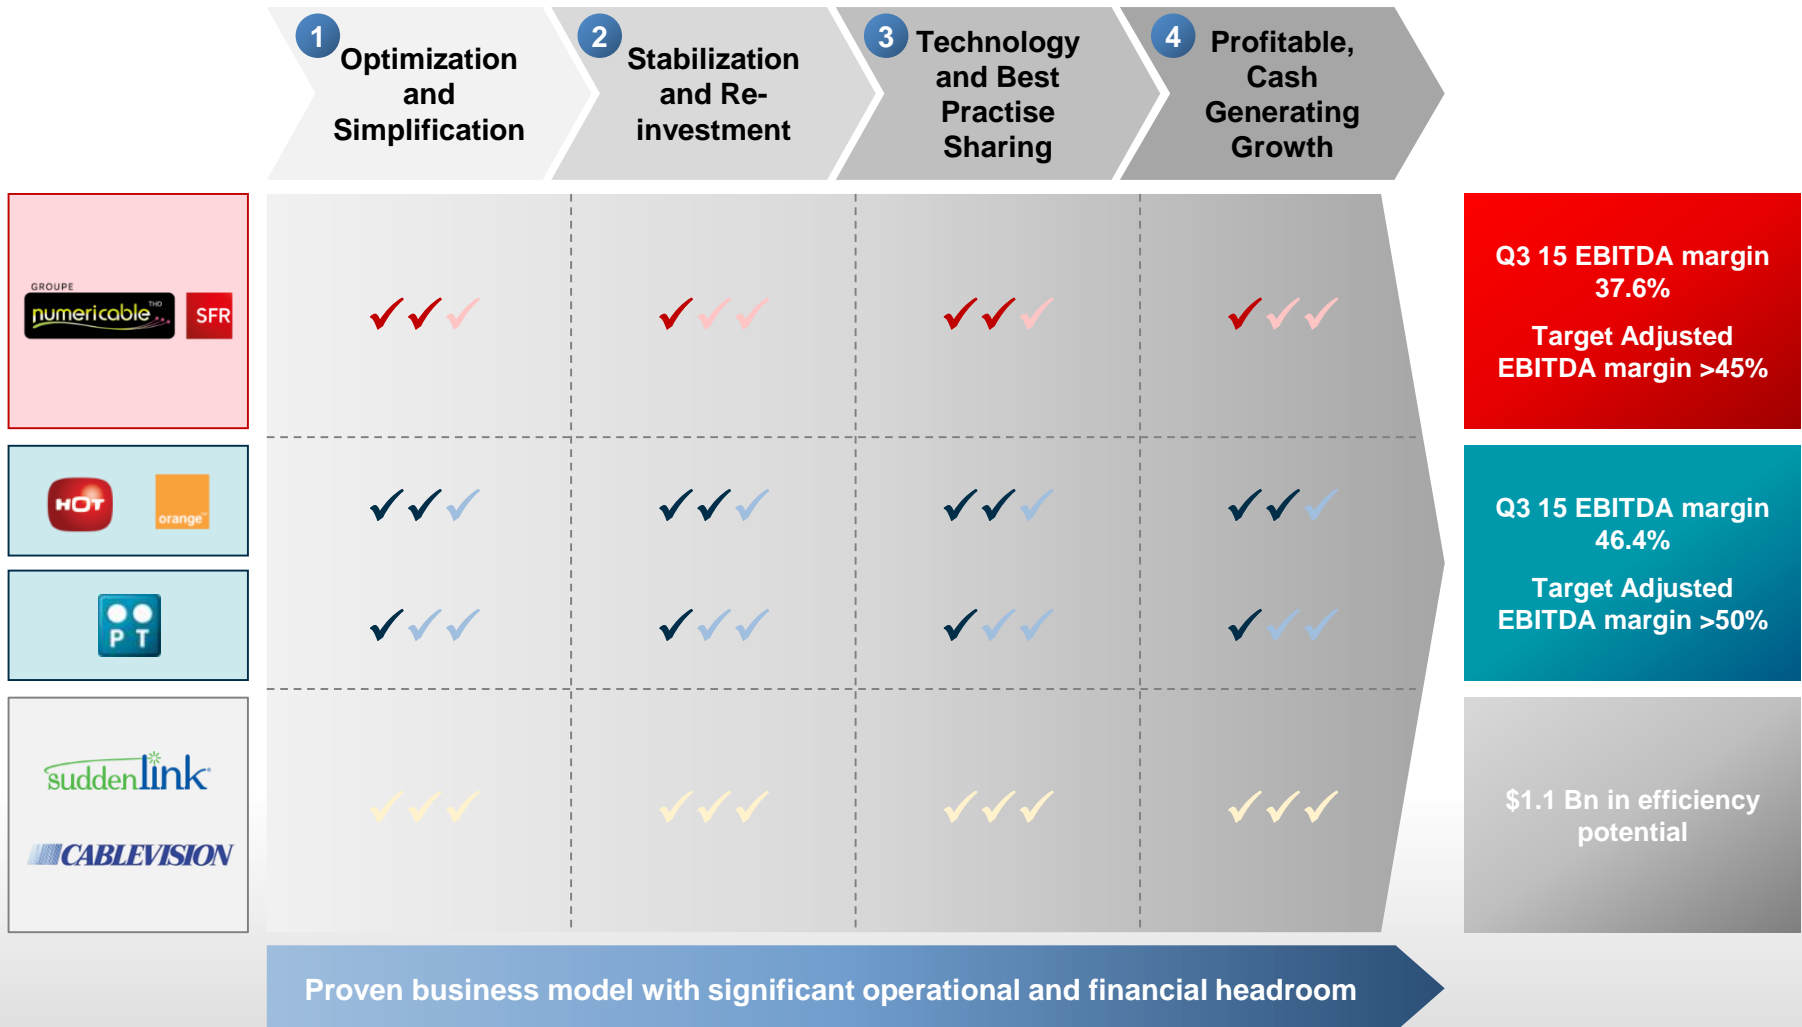 1
Optimization
and
Simplification
2
Stabilization
and Re-
investment
3
Technology
and Best
Practise
Sharing
4
Profitable,
Cash
Generating
Growth
GROUPE
numericable THD
SFR
Q3 15 EBITDA margin
37.6%
Target Adjusted
EBITDA margin >45%
HOT
orange™
PT
Q3 15 EBITDA margin
46.4%
Target Adjusted
EBITDA margin >50%
suddenlink
CABLEVISION
$1.1 Bn in efficiency
potential
Proven business model with significant operational and financial headroom